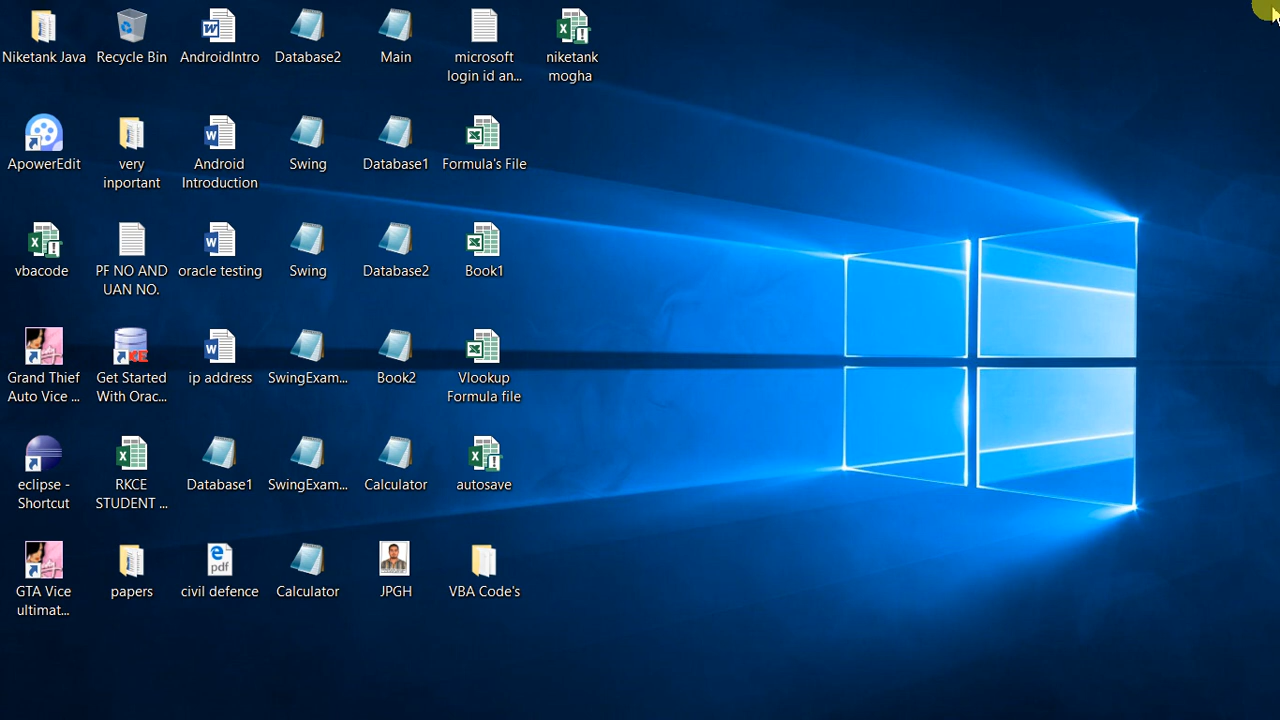 Niketank Java
Recycle Bin
AndroidIntro
Database2
Main
microsoft
login id an...
niketank
mogha
ApowerEdit
very
inportant
Android
Introduction
Swing
Database1
Formula's File
vbacode
PF NO AND
UAN NO.
oracle testing
Swing
Database2
Book1
Grand Thief
Auto Vice ...
Get Started
With Orac...
ip address
SwingExam...
Book2
Vlookup
Formula file
eclipse -
Shortcut
RKCE
STUDENT ...
Database1
SwingExam...
Calculator
autosave
GTA Vice
ultimat...
papers
pdf
civil defence
Calculator
JPGH
VBA Code's